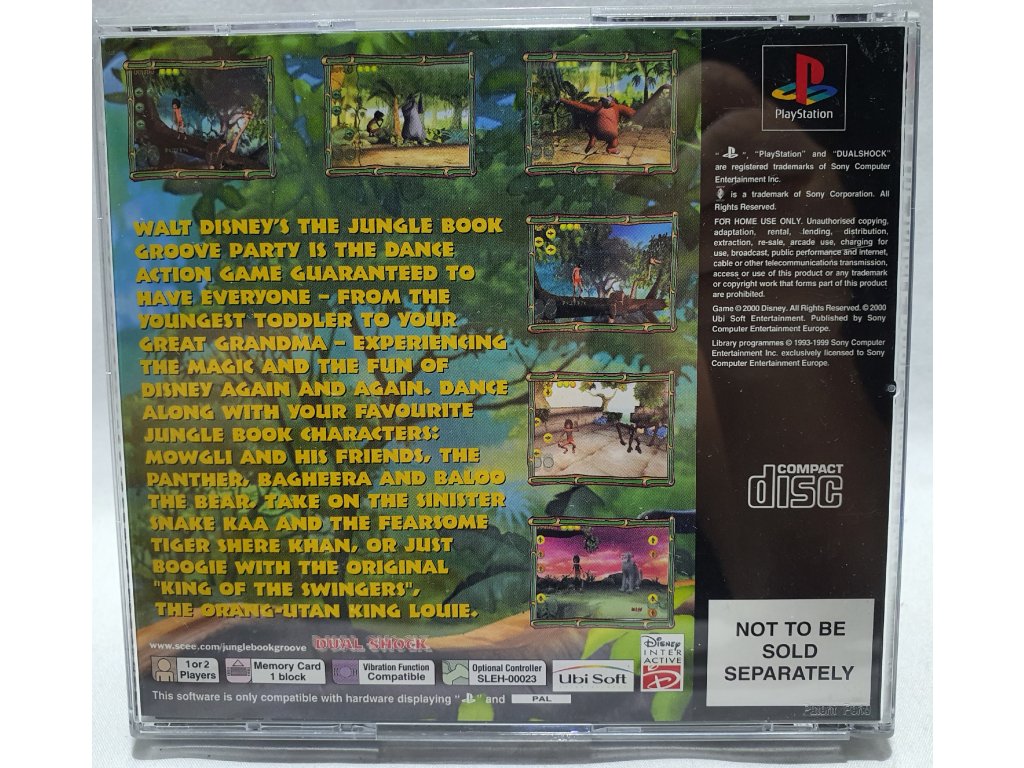 WALT DISNEY'S THE JUNGLE BOOK
GROOVE PARTY IS THE DANCE
ACTION GAME GUARANTEED TO
HAVE EVERYONE – FROM THE
YOUNGEST TODDLER TO YOUR
GREAT GRANDMA – EXPERIENCING
THE MAGIC AND THE FUN OF
DISNEY AGAIN AND AGAIN. DANCE
ALONG WITH YOUR FAVOURITE
JUNGLE BOOK CHARACTERS:
MOWGLI AND HIS FRIENDS, THE
PANTHER, BAGHEERA AND BALOO
THE BEAR. TAKE ON THE SINISTER
SNAKE KAA AND THE FEARSOME
TIGER SHERE KHAN, OR JUST
BOOGIE WITH THE ORIGINAL
"KING OF THE SWINGERS",
THE ORANG-UTAN KING LOUIE.
www.scee.com/junglebookgroove
DUAL SHOCK
1 or 2
Players
Memory Card
1 block
Vibration Function
Compatible
Optional Controller
SLEH-00023
Ubi Soft
Disney
INTER
ACTIVE
This software is only compatible with hardware displaying " " and PAL
PlayStation
" ", "PlayStation" and "DUALSHOCK"
are registered trademarks of Sony Computer
Entertainment Inc.
is a trademark of Sony Corporation. All
Rights Reserved.
FOR HOME USE ONLY. Unauthorised copying,
adaptation, rental, lending, distribution,
extraction, re-sale, arcade use, charging for
use, broadcast, public performance and internet,
cable or other telecommunications transmission,
access or use of this product or any trademark
or copyright work that forms part of this product
are prohibited.
Game © 2000 Disney. All Rights Reserved. © 2000
Ubi Soft Entertainment. Published by Sony
Computer Entertainment Europe.
Library programmes © 1993-1999 Sony Computer
Entertainment Inc. exclusively licensed to Sony
Computer Entertainment Europe.
COMPACT
disc
NOT TO BE
SOLD
SEPARATELY